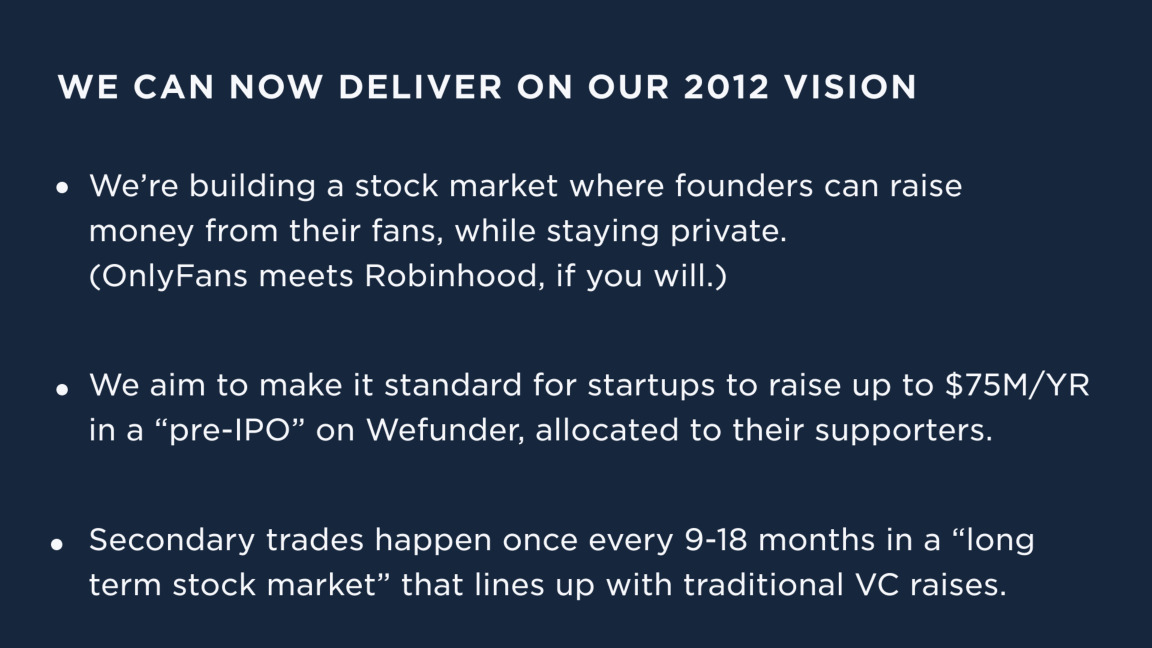 WE CAN NOW DELIVER ON OUR 2012 VISION
• We’re building a stock market where founders can raise
money from their fans, while staying private.
(OnlyFans meets Robinhood, if you will.)
• We aim to make it standard for startups to raise up to $75M/YR
in a “pre-IPO” on Wefunder, allocated to their supporters.
• Secondary trades happen once every 9-18 months in a “long
term stock market” that lines up with traditional VC raises.